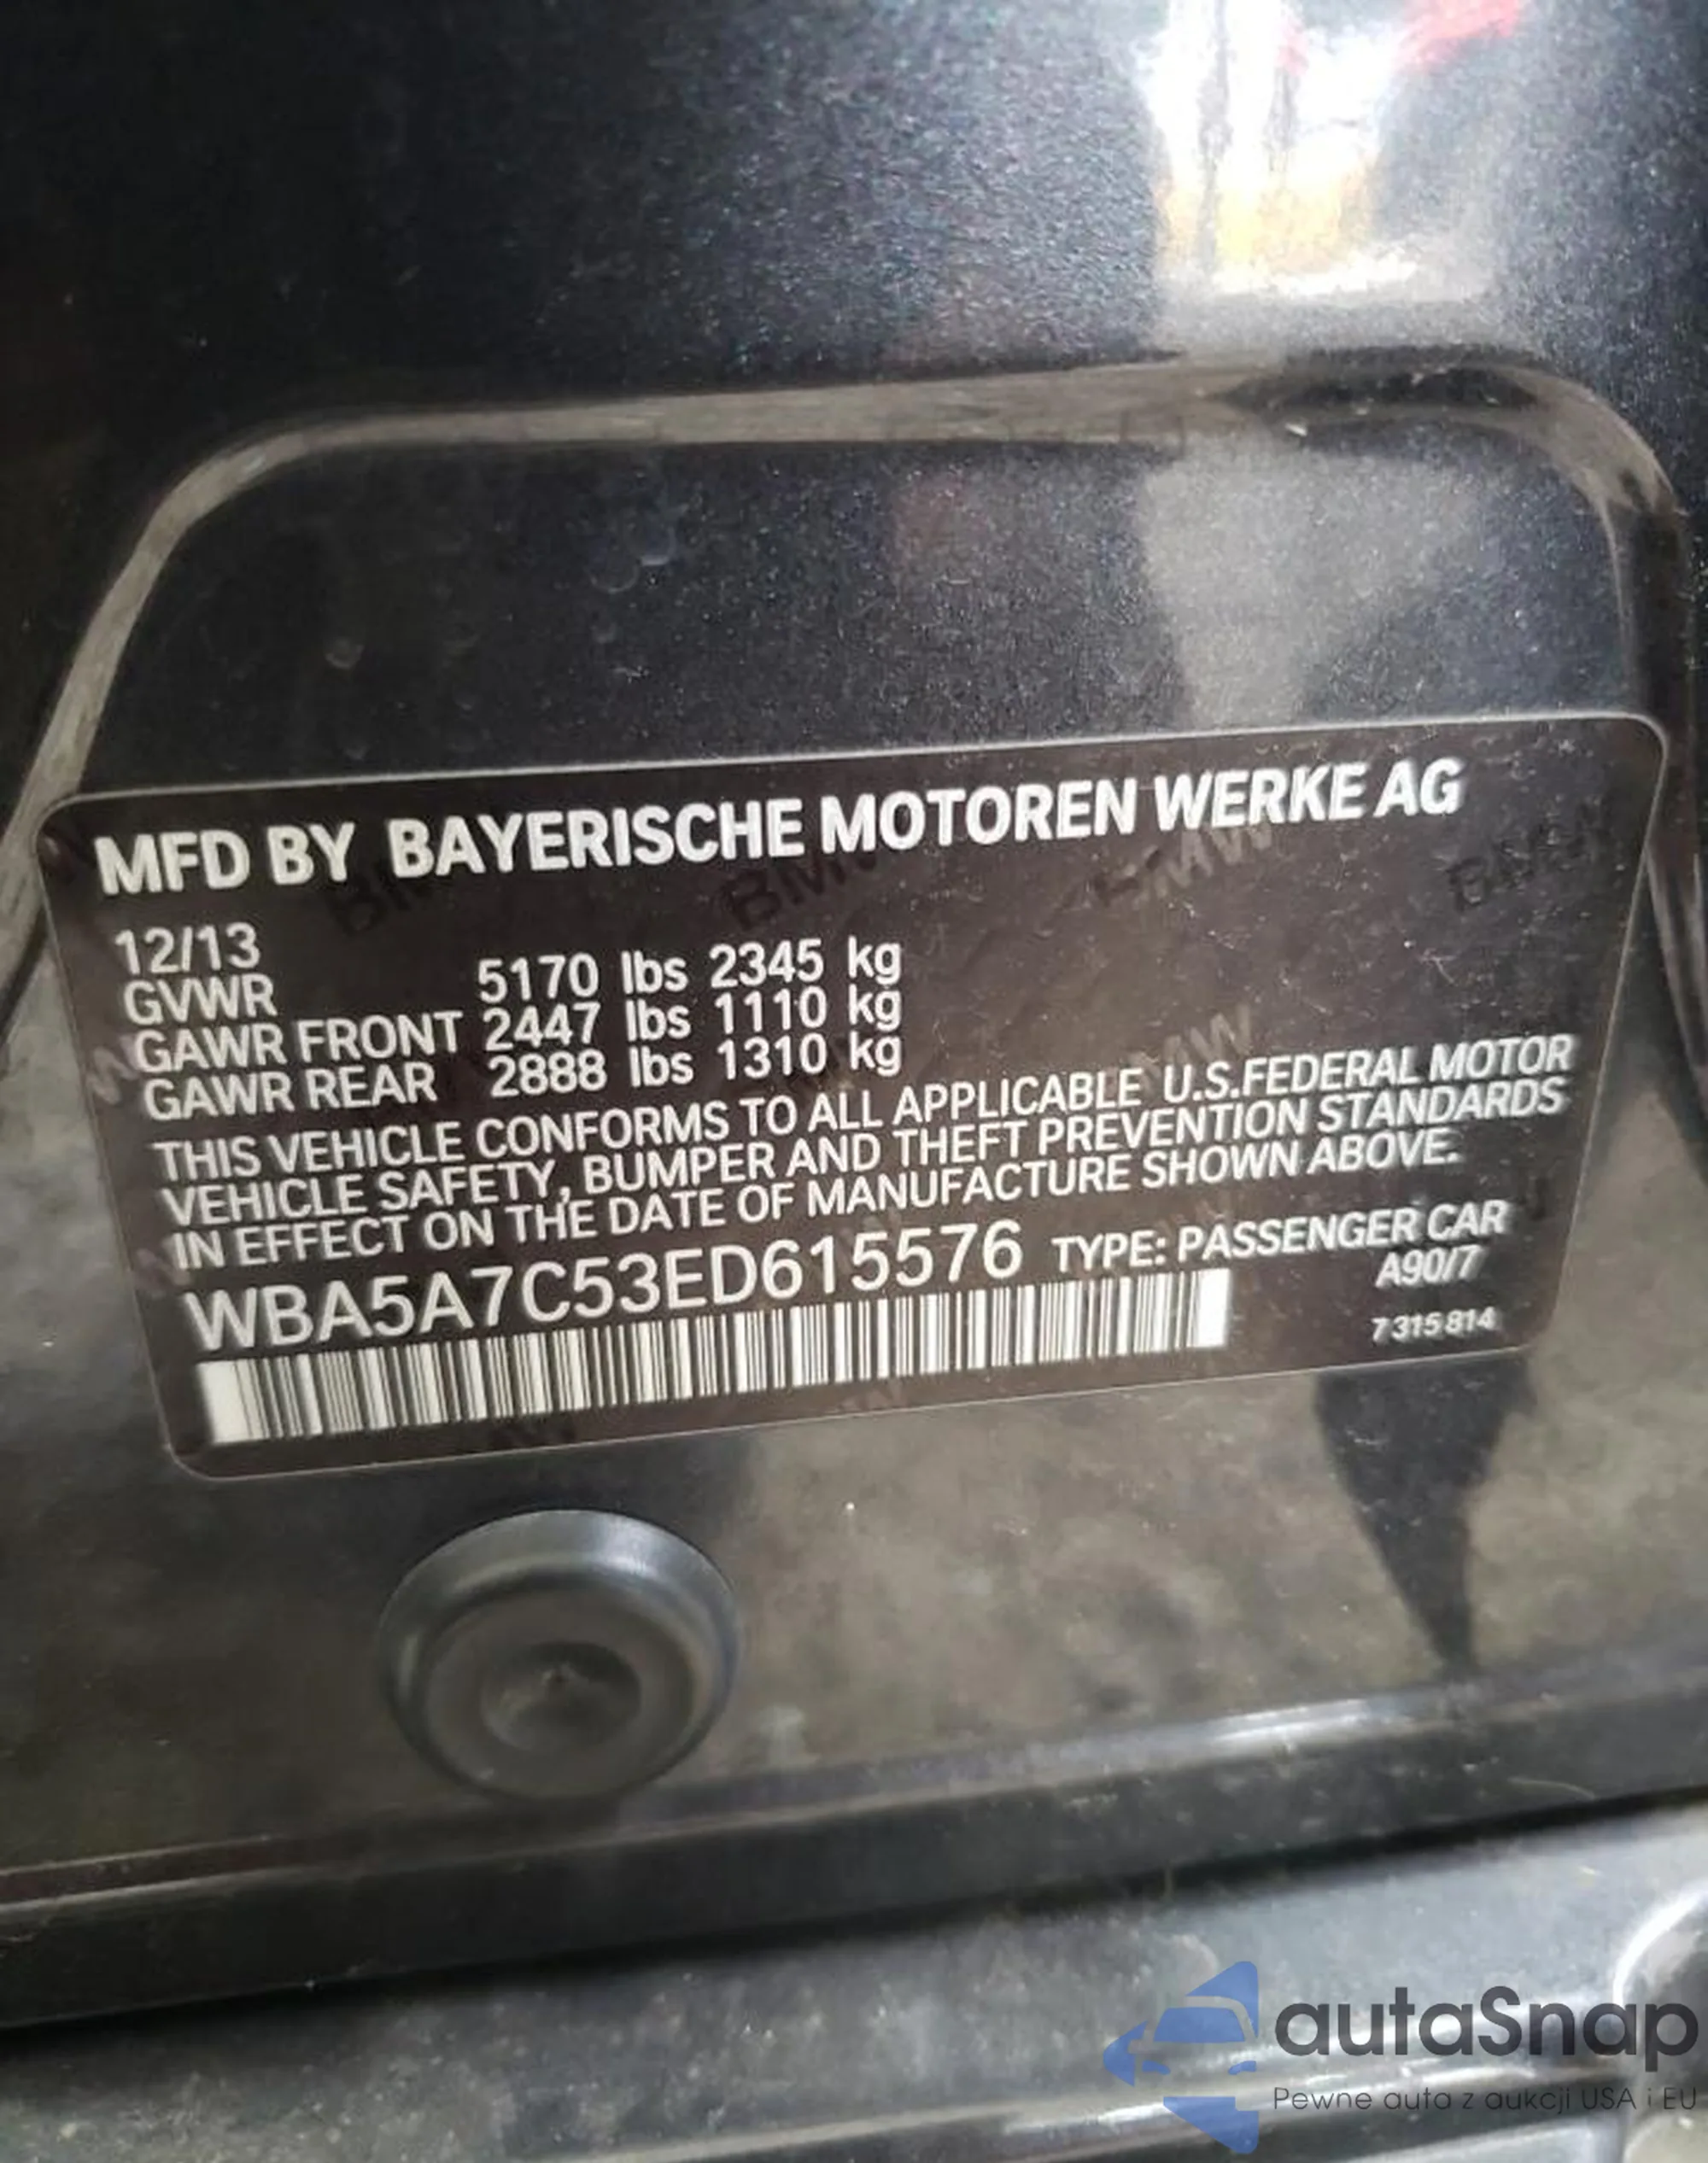 MFD BY BAYERISCHE MOTOREN WERKE AG
12/13
GVWR 5170 lbs 2345 kg
GAWR FRONT 2447 lbs 1110 kg
GAWR REAR 2888 lbs 1310 kg
THIS VEHICLE CONFORMS TO ALL APPLICABLE U.S.FEDERAL MOTOR
VEHICLE SAFETY, BUMPER AND THEFT PREVENTION STANDARDS
IN EFFECT ON THE DATE OF MANUFACTURE SHOWN ABOVE.
WBA5A7C53ED615576 TYPE: PASSENGER CAR
A90/7
7 315 814
autaSnap
Pewne auta z aukcji USA i EU